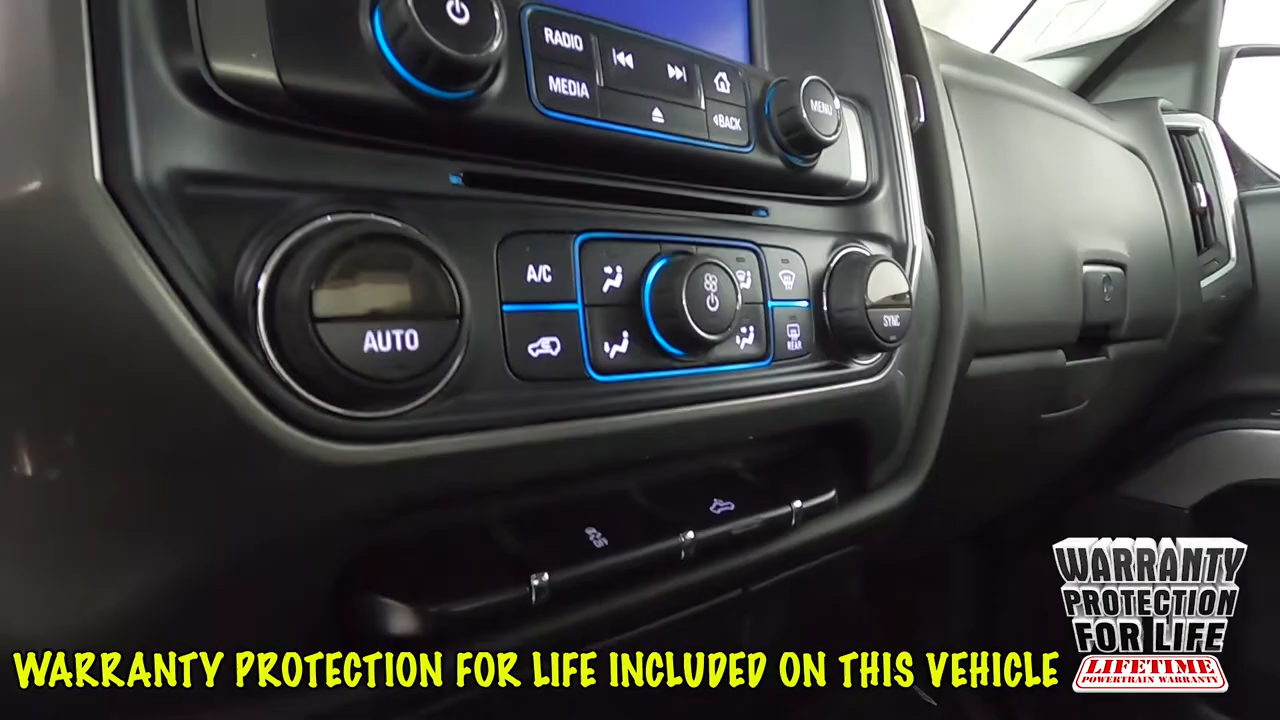 RADIO
MEDIA
MENU
BACK
A/C
AUTO
SYNC
REAR
WARRANTY PROTECTION FOR LIFE INCLUDED ON THIS VEHICLE
WARRANTY
PROTECTION
FOR LIFE
LIFETIME
POWERTRAIN WARRANTY